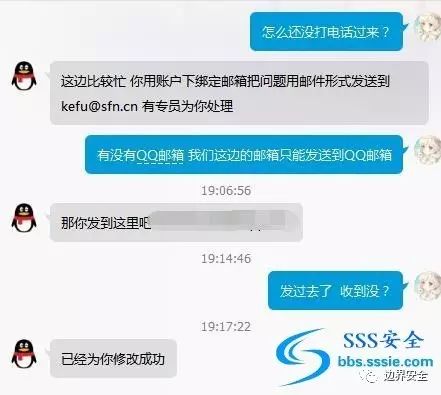 怎么还没打电话过来？
这边比较忙 你用账户下绑定邮箱把问题用邮件形式发送到
kefu@sfn.cn 有专员为你处理
有没有QQ邮箱 我们这边的邮箱只能发送到QQ邮箱
19:06:56
那你发到这里吧
19:14:46
发过去了 收到没？
19:17:22
已经为你修改成功
SSS安全
bbs.sssie.com
边界安全